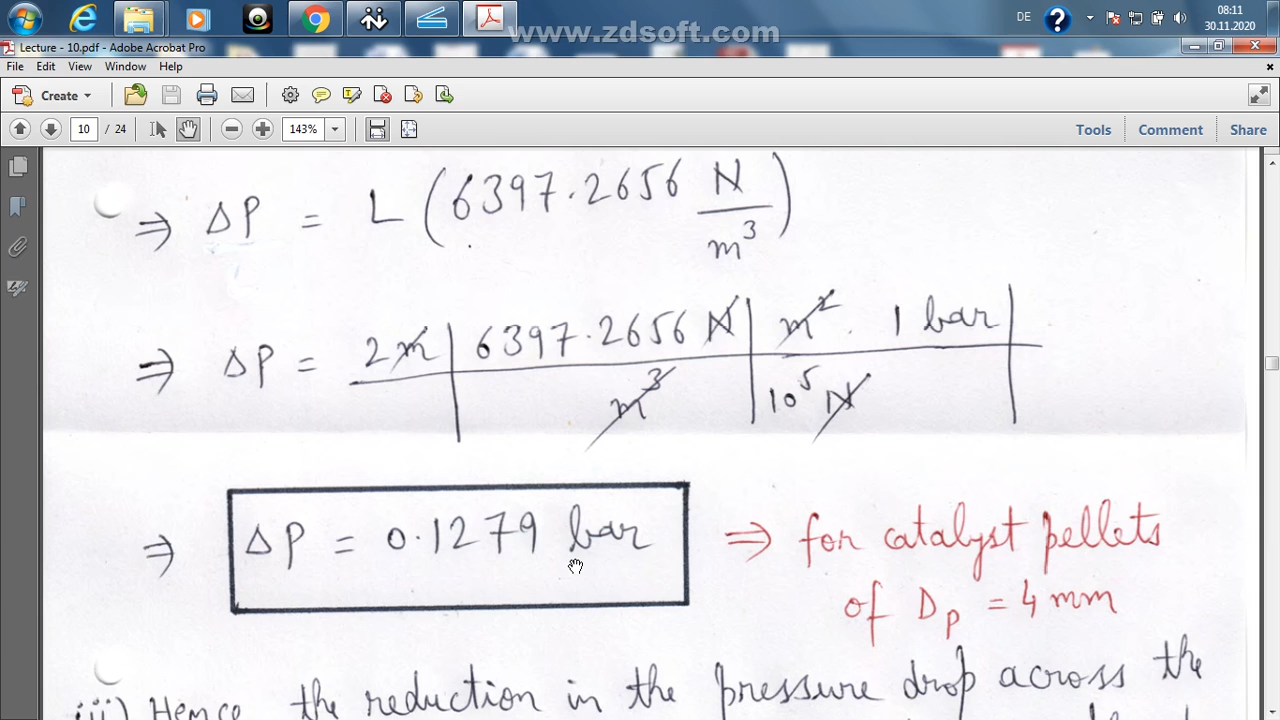 www.zdsoft.com
DE
08:11
30.11.2020
Lecture - 10.pdf - Adobe Acrobat Pro
File Edit View Window Help
Create
10 / 24 143% Tools Comment Share
⇒ ΔP = L (6397.2656 N/m³)
⇒ ΔP = 2 m | 6397.2656 N | m² . 1 bar |
m³ | 10⁵ N
⇒ ΔP = 0.1279 bar ⇒ for catalyst pellets
of Dp = 4 mm
iii) Hence the reduction in the pressure drop across the